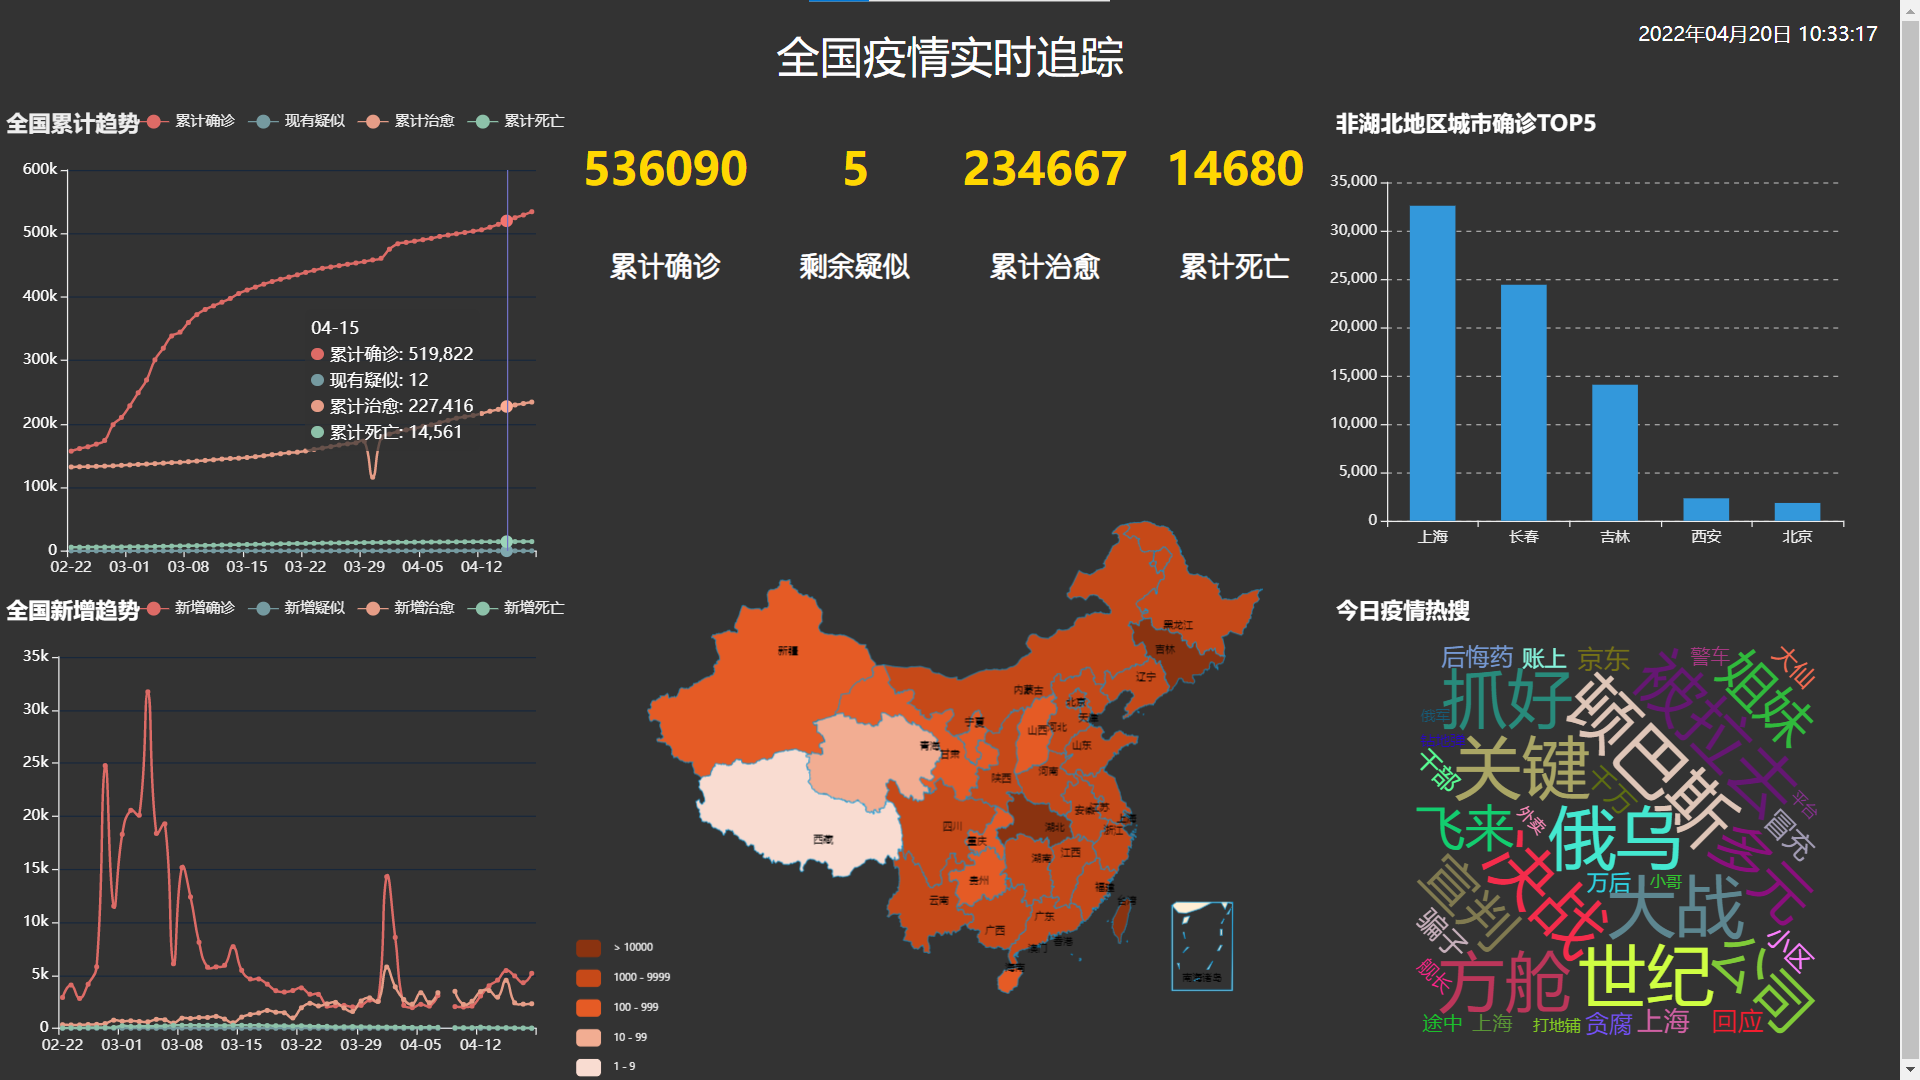 全国疫情实时追踪
2022年04月20日 10:33:17
全国累计趋势
累计确诊 现有疑似 累计治愈 累计死亡
600k
500k
400k
300k
200k
100k
0
02-22 03-01 03-08 03-15 03-22 03-29 04-05 04-12
04-15
累计确诊: 519,822
现有疑似: 12
累计治愈: 227,416
累计死亡: 14,561
全国新增趋势
新增确诊 新增疑似 新增治愈 新增死亡
35k
30k
25k
20k
15k
10k
5k
0
02-22 03-01 03-08 03-15 03-22 03-29 04-05 04-12
536090 5 234667 14680
累计确诊 剩余疑似 累计治愈 累计死亡
黑龙江
吉林
辽宁
新疆
内蒙古
北京
天津
宁夏
山西
河北
山东
青海
甘肃
陕西
河南
江苏
安徽
上海
浙江
湖北
四川
重庆
西藏
湖南
江西
贵州
福建
云南
台湾
广东
广西
香港
澳门
海南
南海诸岛
> 10000
1000 - 9999
100 - 999
10 - 99
1 - 9
非湖北地区城市确诊TOP5
35,000
30,000
25,000
20,000
15,000
10,000
5,000
0
上海 长春 吉林 西安 北京
今日疫情热搜
后悔药
账上
京东
警车
大仙
抓好
顿巴斯
被拉去
姐妹
俄军
干部
关键
千万
平台
飞来
外卖
俄乌
冒充
决战
多元
万后
小哥
宣判
大战
骗子
小区
舰长
方舱
世纪
公司
途中
上海
打地铺
贪腐
上海
回应